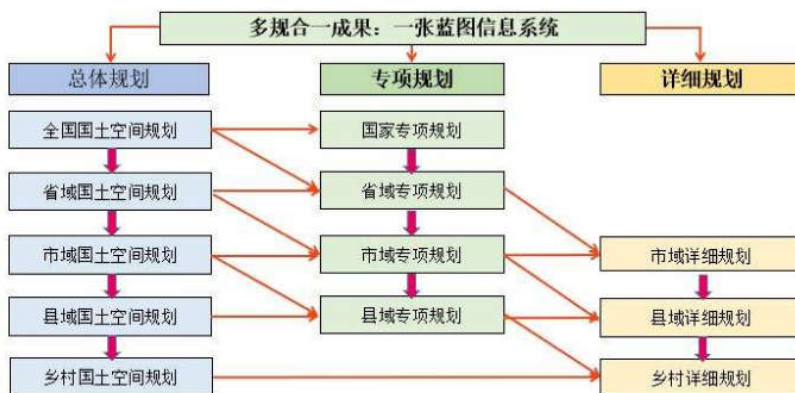 多规合一成果：一张蓝图信息系统
总体规划
专项规划
详细规划
全国国土空间规划
国家专项规划
省域国土空间规划
省域专项规划
市域国土空间规划
市域专项规划
市域详细规划
县域国土空间规划
县域专项规划
县域详细规划
乡村国土空间规划
乡村详细规划